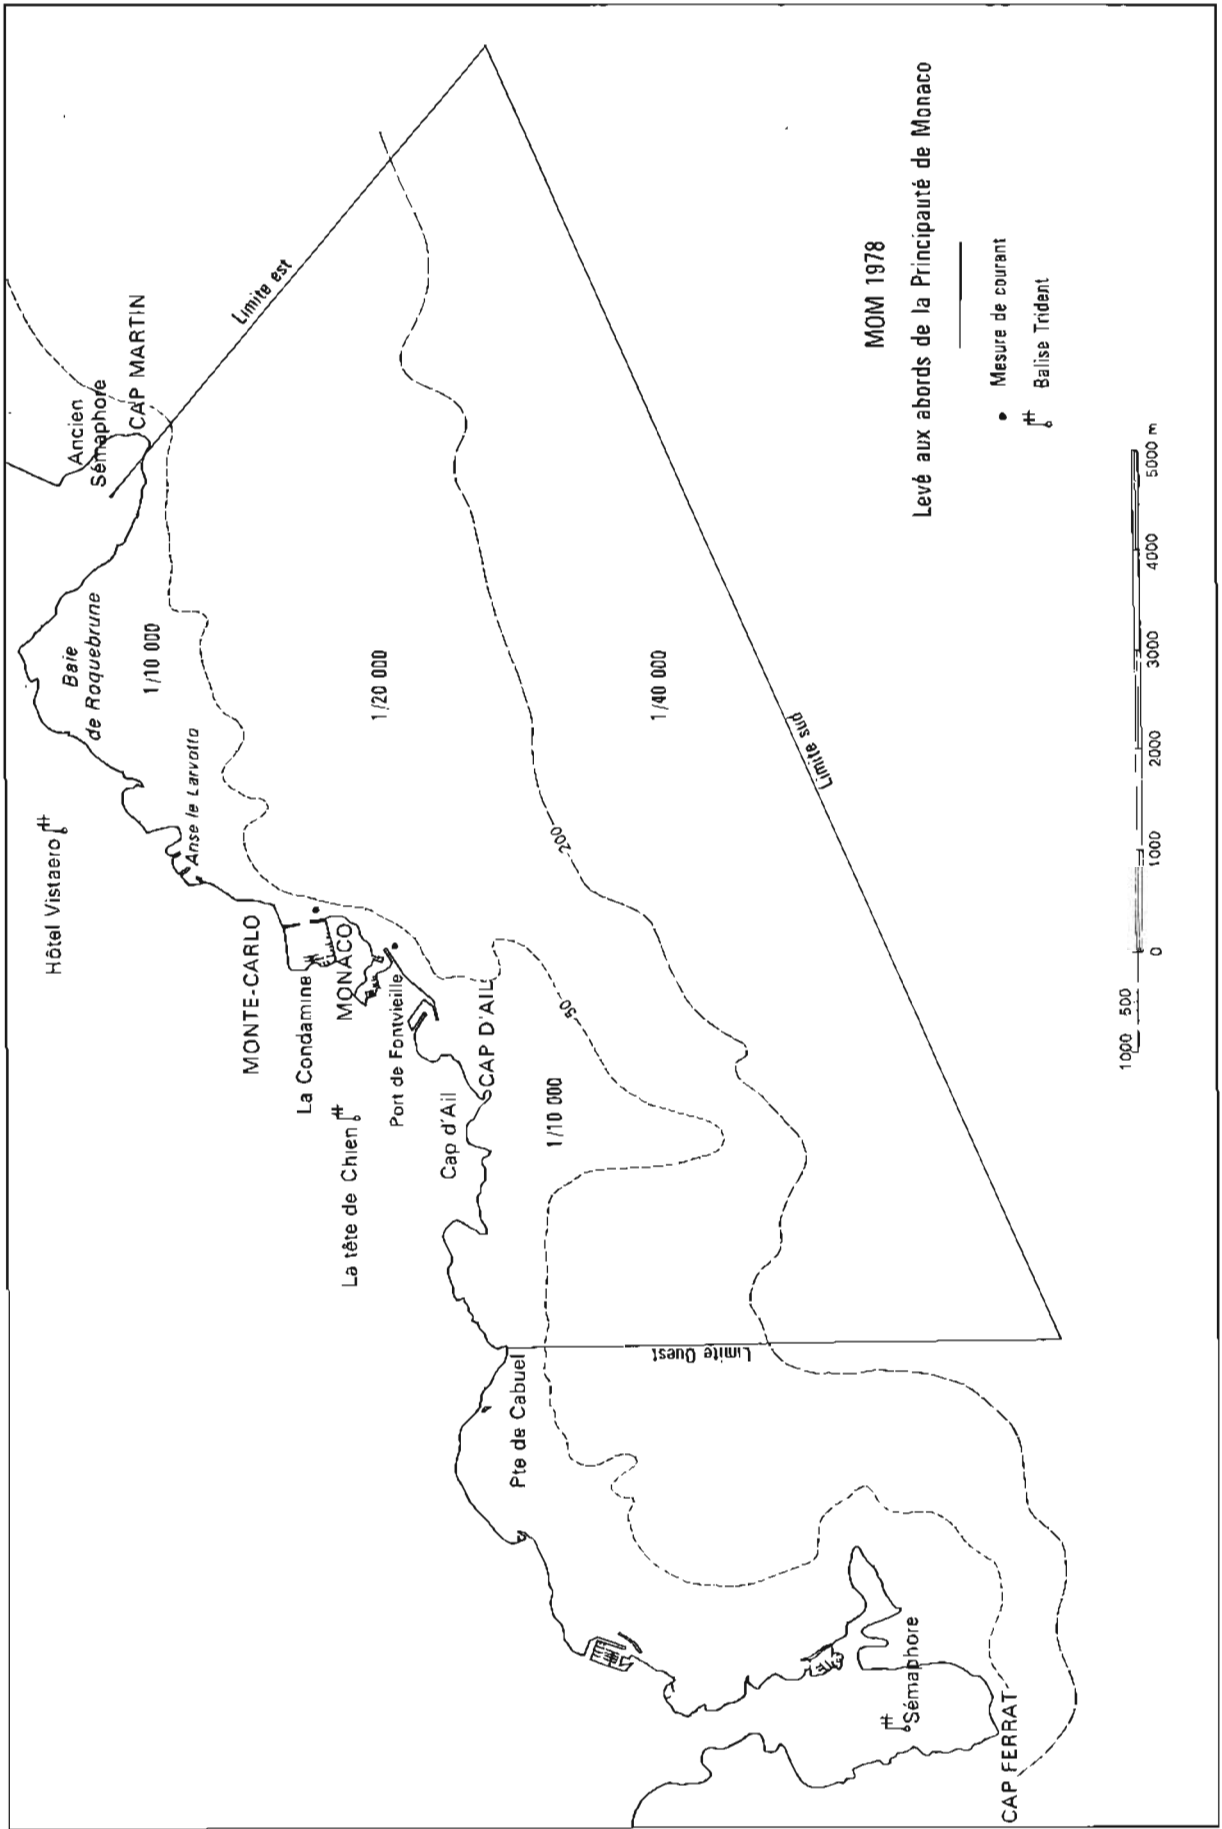 MOM 1978
Levé aux abords de la Principauté de Monaco
Mesure de courant
Balise Trident
Hôtel Vistaero
Ancien
Sémaphore
CAP MARTIN
Baie
de Roquebrune
Anse le Larvotto
MONTE-CARLO
La Condamine
MONACO
Port de Fontvieille
La tête de Chien
Cap d'Ail
CAP D'AIL
Pte de Cabuel
Sémaphore
CAP FERRAT
Limite est
Limite sud
Limite Ouest
1/10 000
1/20 000
1/40 000
1/10 000
200
50
1000 500 0 1000 2000 3000 4000 5000 m